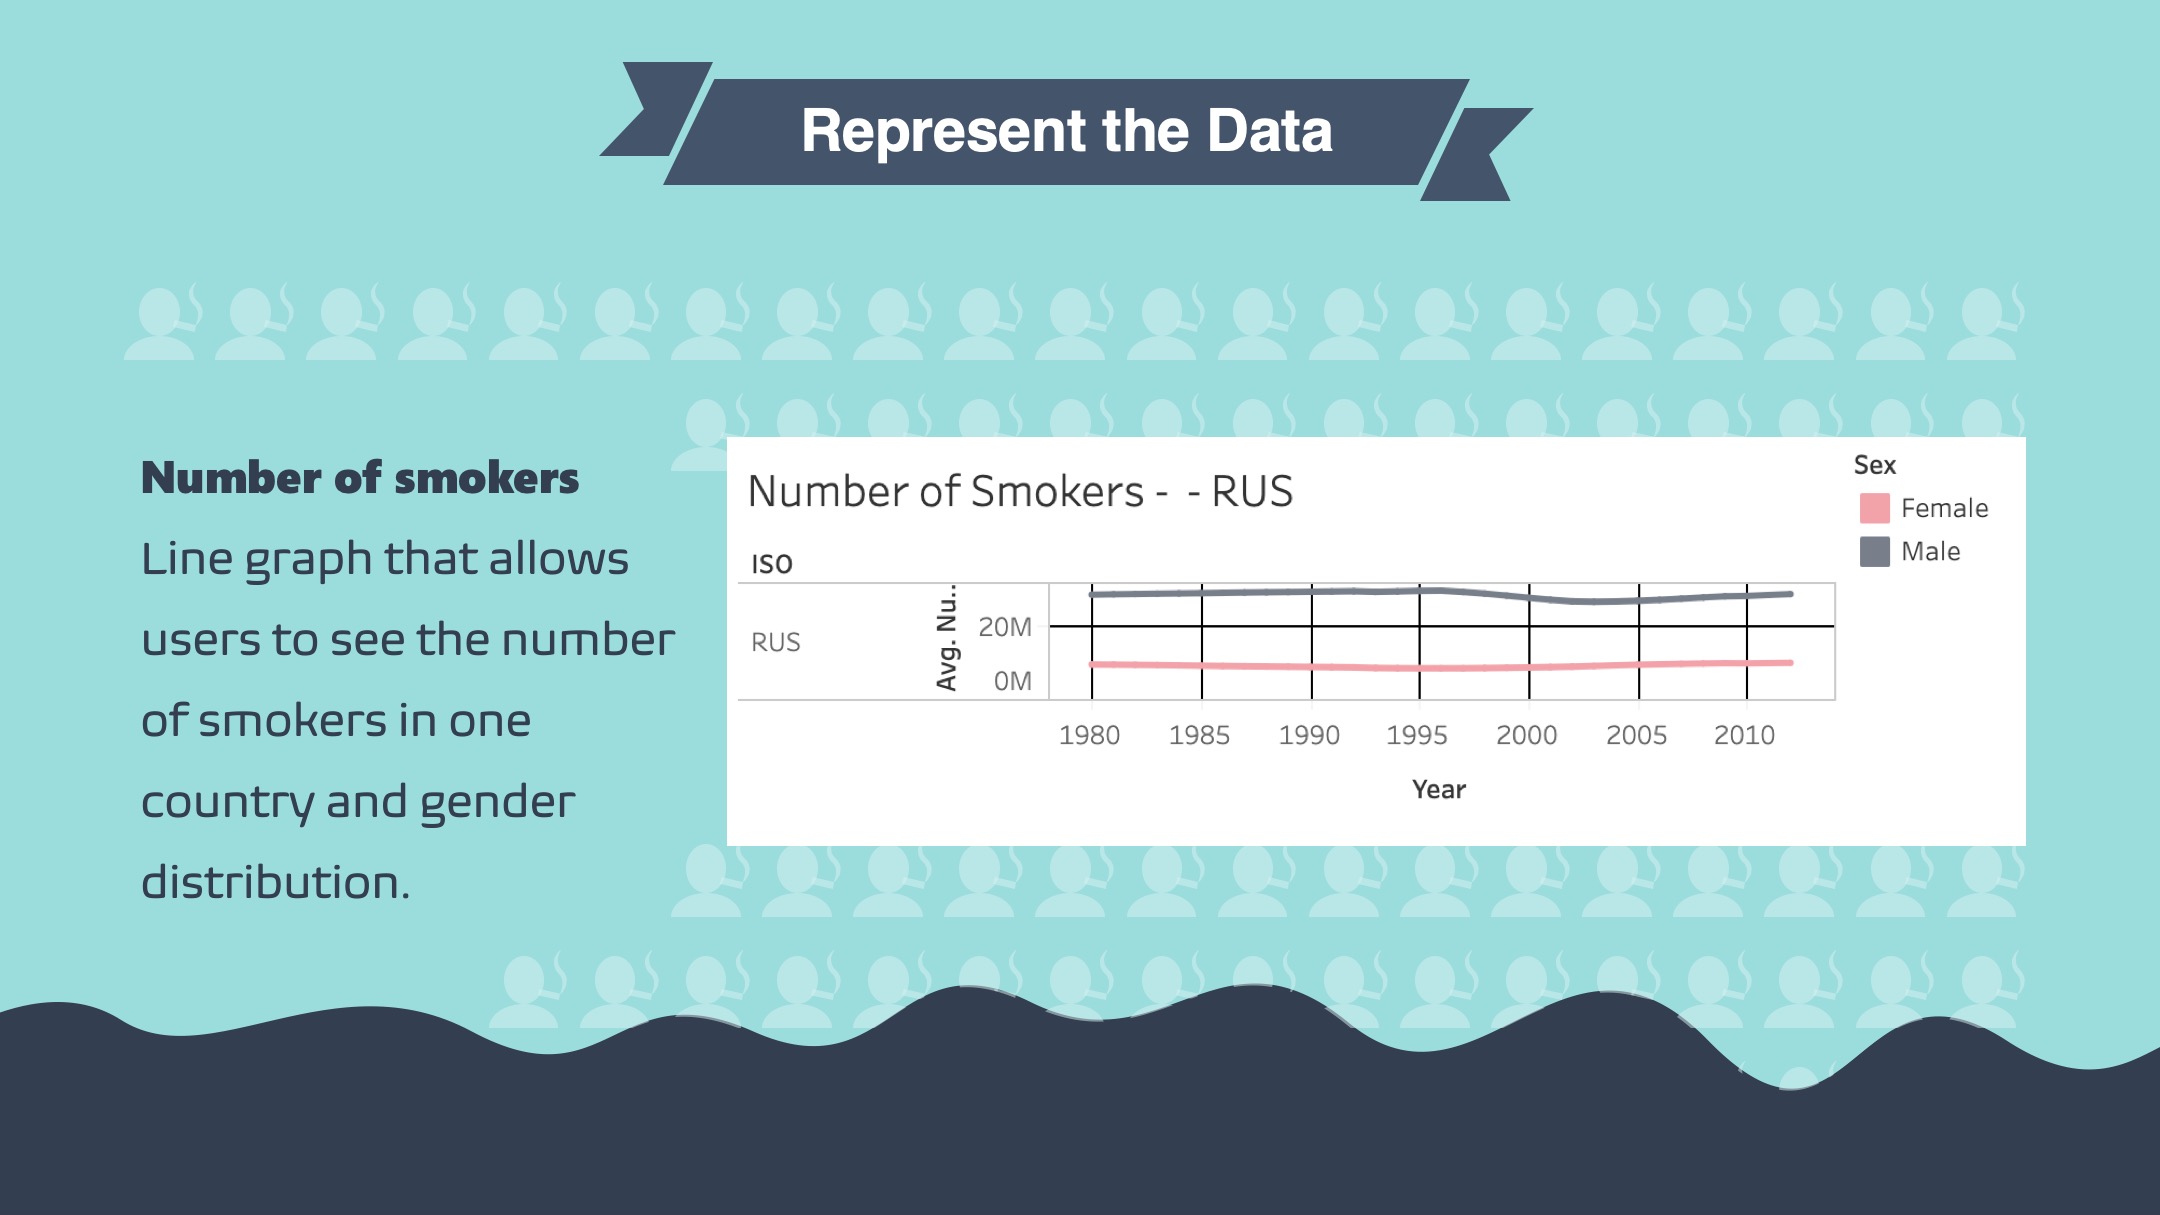 Represent the Data
Number of smokers
Line graph that allows
users to see the number
of smokers in one
country and gender
distribution.
Number of Smokers - - RUS
Sex
Female
Male
ISO
RUS
Avg. Nu..
20M
0M
1980 1985 1990 1995 2000 2005 2010
Year